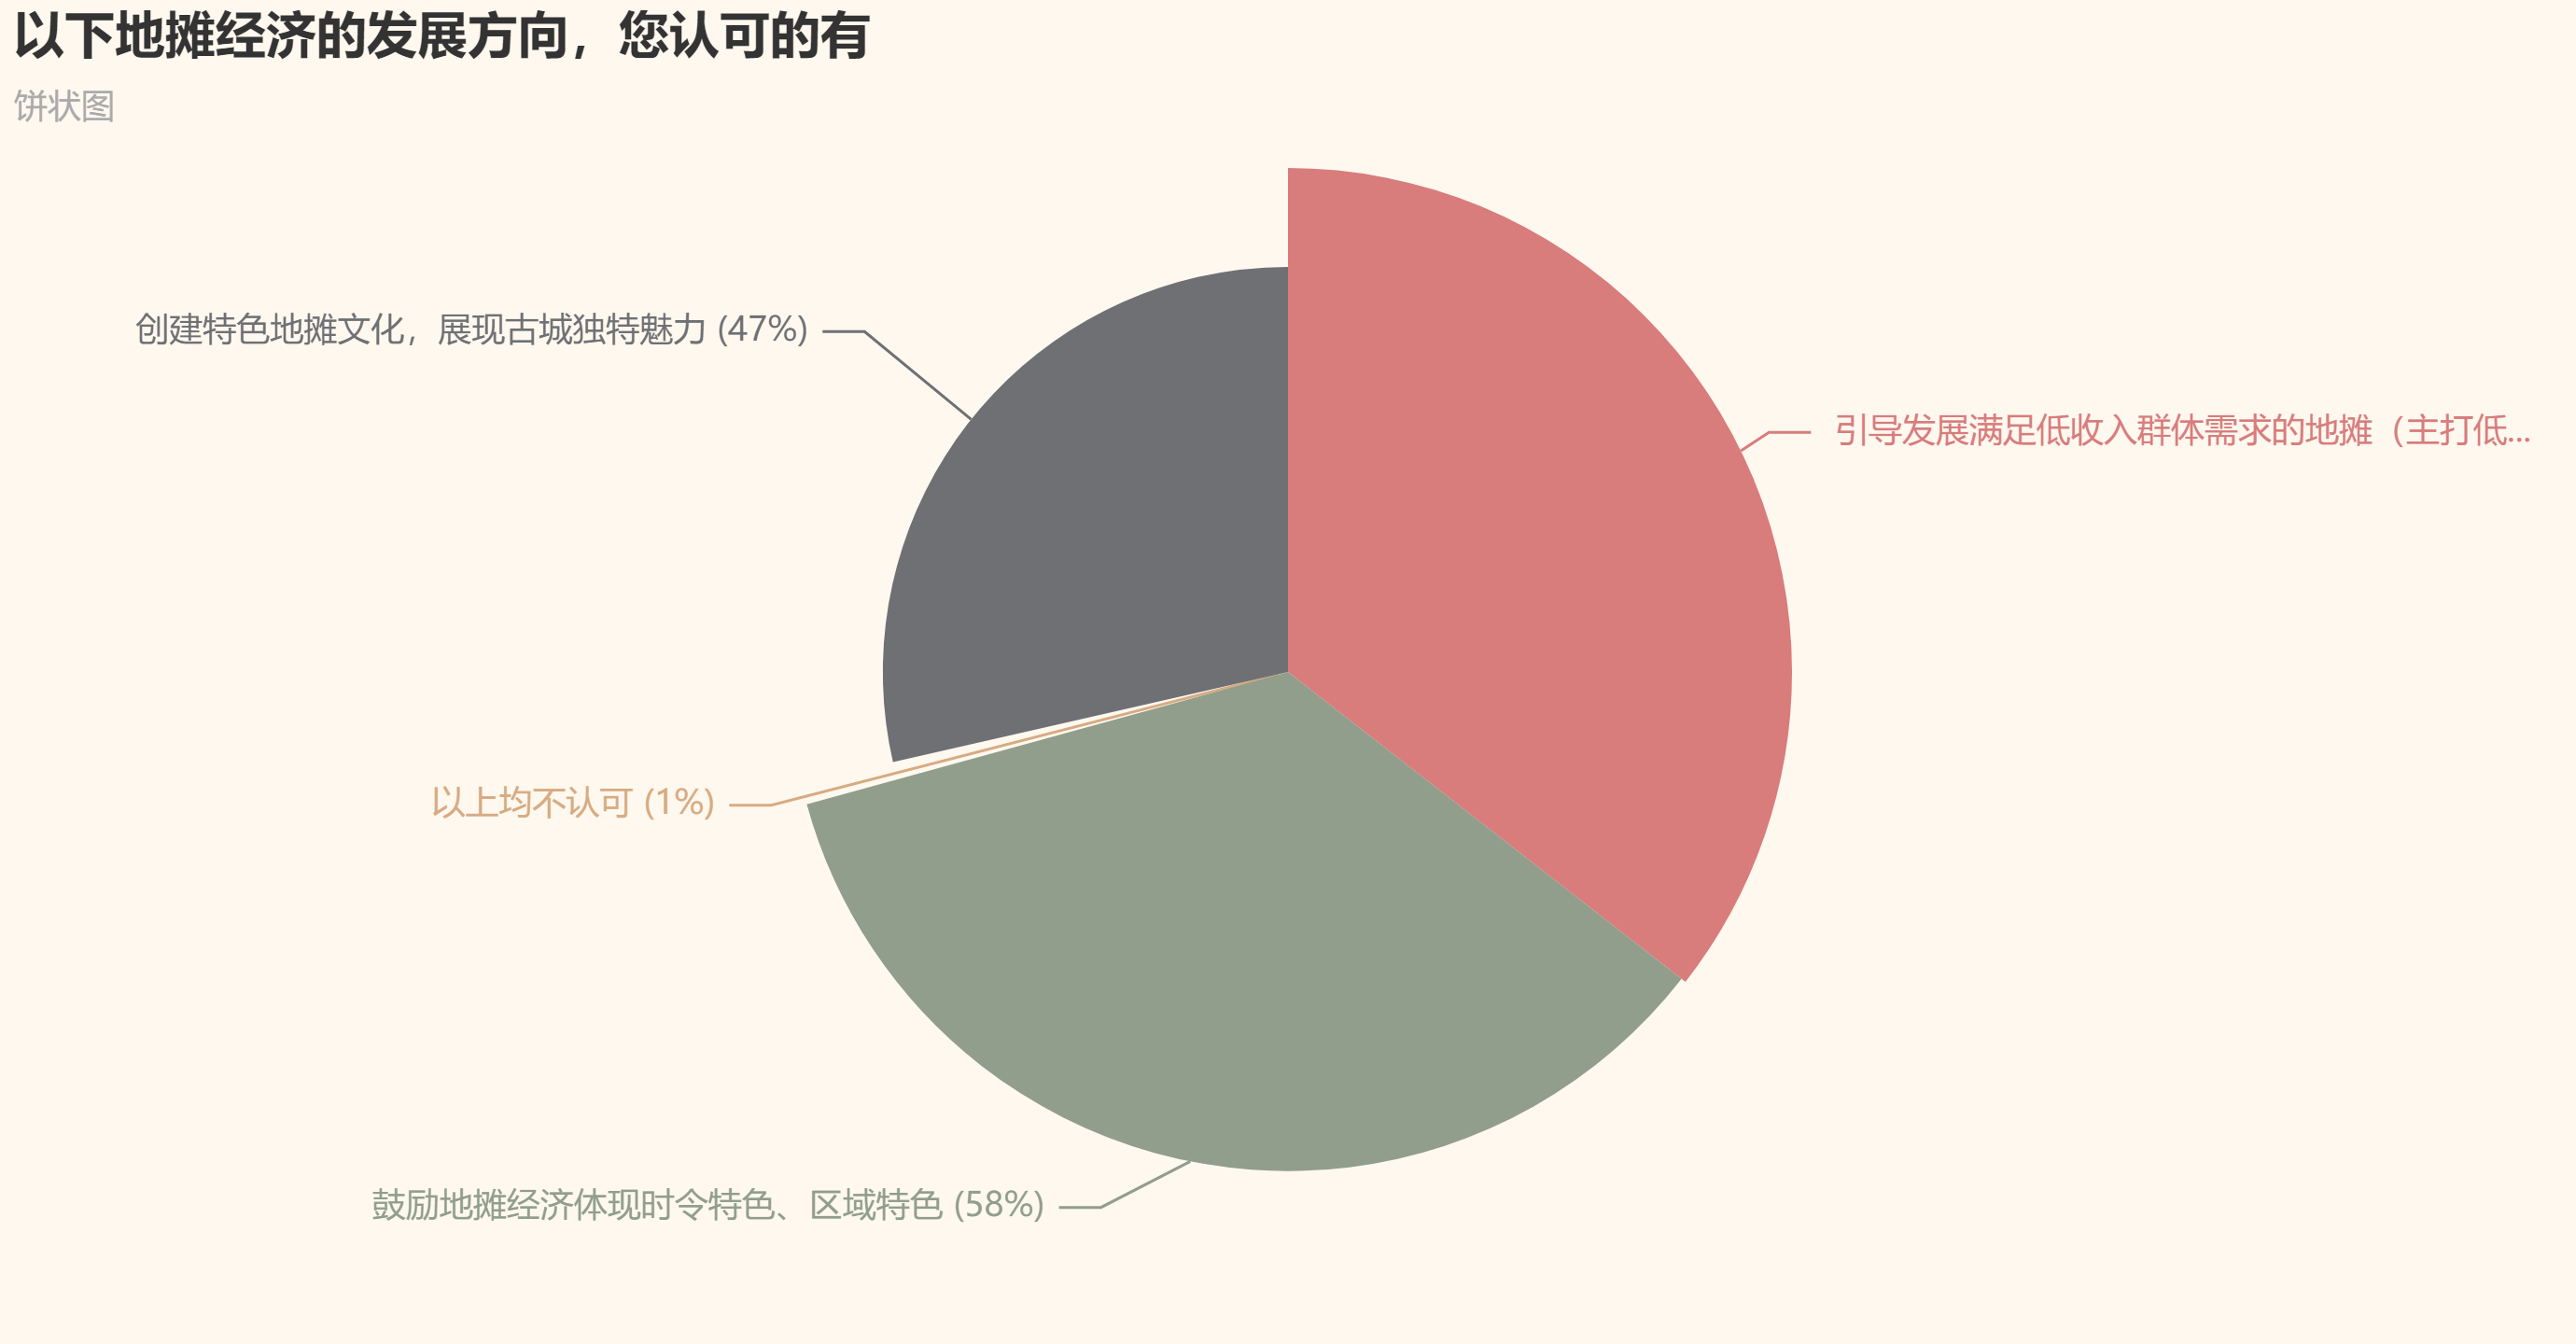 以下地摊经济的发展方向，您认可的有
饼状图
创建特色地摊文化，展现古城独特魅力 (47%)
引导发展满足低收入群体需求的地摊（主打低...
以上均不认可 (1%)
鼓励地摊经济体现时令特色、区域特色 (58%)